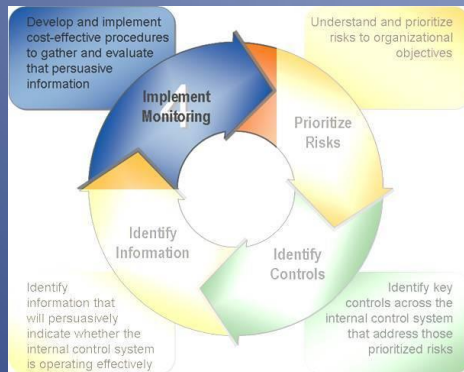 Develop and implement
cost-effective procedures
to gather and evaluate
that persuasive
information
Understand and prioritize
risks to organizational
objectives
4
Implement
Monitoring
Prioritize
Risks
Identify
Information
Identify
Controls
Identify
information that
will persuasively
indicate whether the
internal control system
is operating effectively
Identify key
controls across the
internal control system
that address those
prioritized risks